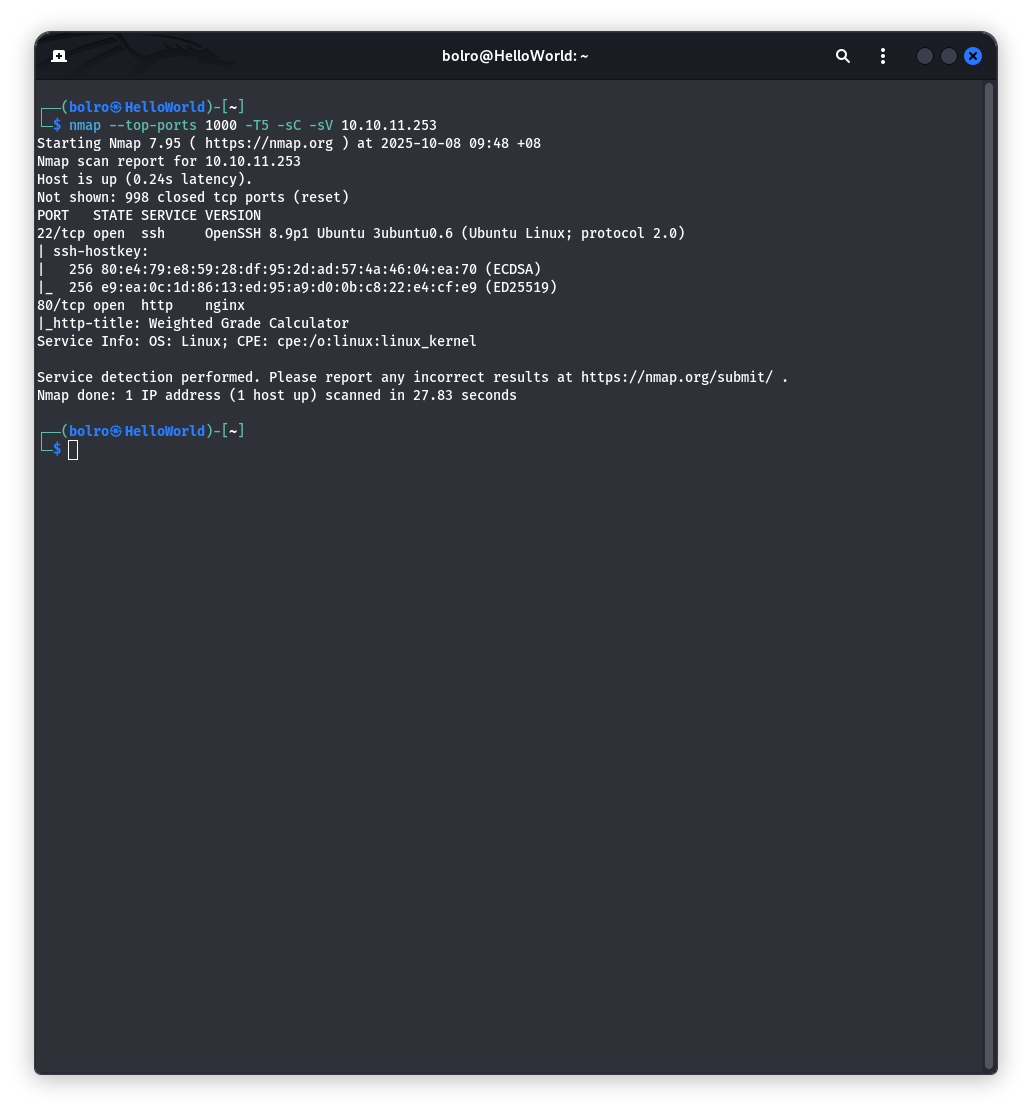 bolro@HelloWorld: ~
┌──(bolro㉿HelloWorld)-[~]
└─$ nmap --top-ports 1000 -T5 -sC -sV 10.10.11.253
Starting Nmap 7.95 ( https://nmap.org ) at 2025-10-08 09:48 +08
Nmap scan report for 10.10.11.253
Host is up (0.24s latency).
Not shown: 998 closed tcp ports (reset)
PORT   STATE SERVICE VERSION
22/tcp open  ssh     OpenSSH 8.9p1 Ubuntu 3ubuntu0.6 (Ubuntu Linux; protocol 2.0)
| ssh-hostkey:
|   256 80:e4:79:e8:59:28:df:95:2d:ad:57:4a:46:04:ea:70 (ECDSA)
|_  256 e9:ea:0c:1d:86:13:ed:95:a9:d0:0b:c8:22:e4:cf:e9 (ED25519)
80/tcp open  http    nginx
|_http-title: Weighted Grade Calculator
Service Info: OS: Linux; CPE: cpe:/o:linux:linux_kernel
Service detection performed. Please report any incorrect results at https://nmap.org/submit/ .
Nmap done: 1 IP address (1 host up) scanned in 27.83 seconds
┌──(bolro㉿HelloWorld)-[~]
└─$